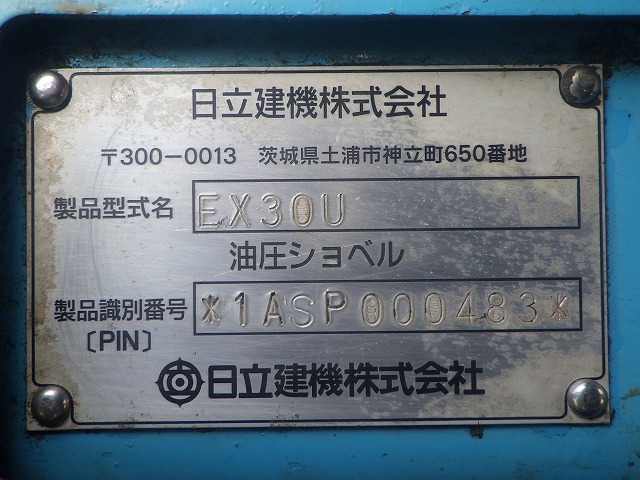 日立建機株式会社
〒300-0013 茨城県土浦市神立町650番地
製品型式名 EX30U
油圧ショベル
製品識別番号 *1ASP000483*
〔PIN〕
日立建機株式会社